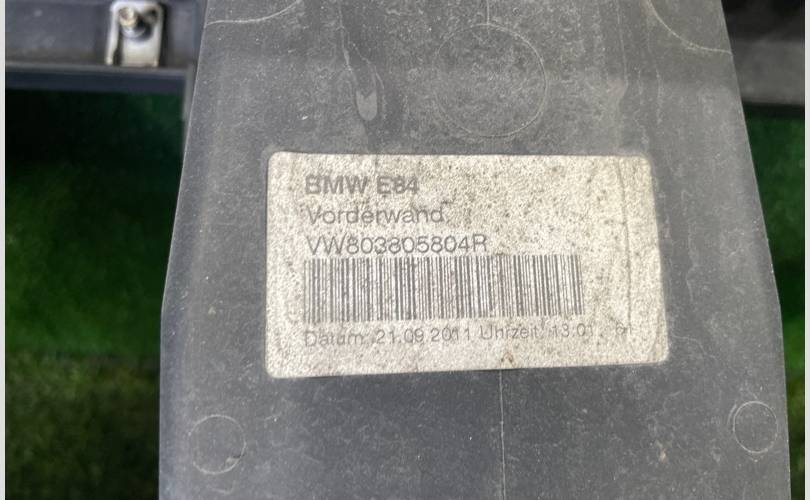 BMW E84
Vorderwand
VW803805804R
Datum 21.09.2011 Uhrzeit 13:01